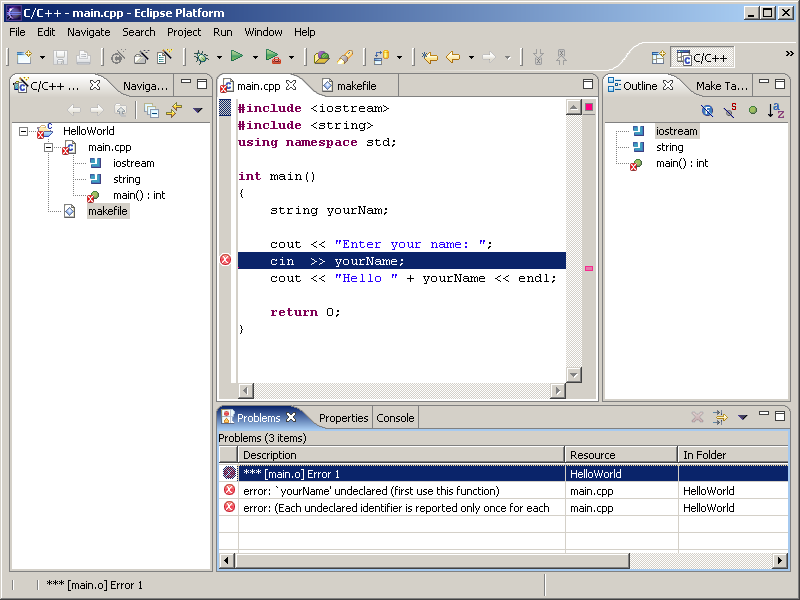 C/C++ - main.cpp - Eclipse Platform
File Edit Navigate Search Project Run Window Help
C/C++
C/C++ ... Naviga...
HelloWorld
main.cpp
iostream
string
main() : int
makefile
main.cpp makefile
#include <iostream>
#include <string>
using namespace std;
int main()
{
string yourNam;
cout << "Enter your name: ";
cin >> yourName;
cout << "Hello " + yourName << endl;
return 0;
}
Outline Make Ta...
iostream
string
main() : int
Problems Properties Console
Problems (3 items)
Description Resource In Folder
*** [main.o] Error 1 HelloWorld
error: `yourName' undeclared (first use this function) main.cpp HelloWorld
error: (Each undeclared identifier is reported only once for each main.cpp HelloWorld
*** [main.o] Error 1